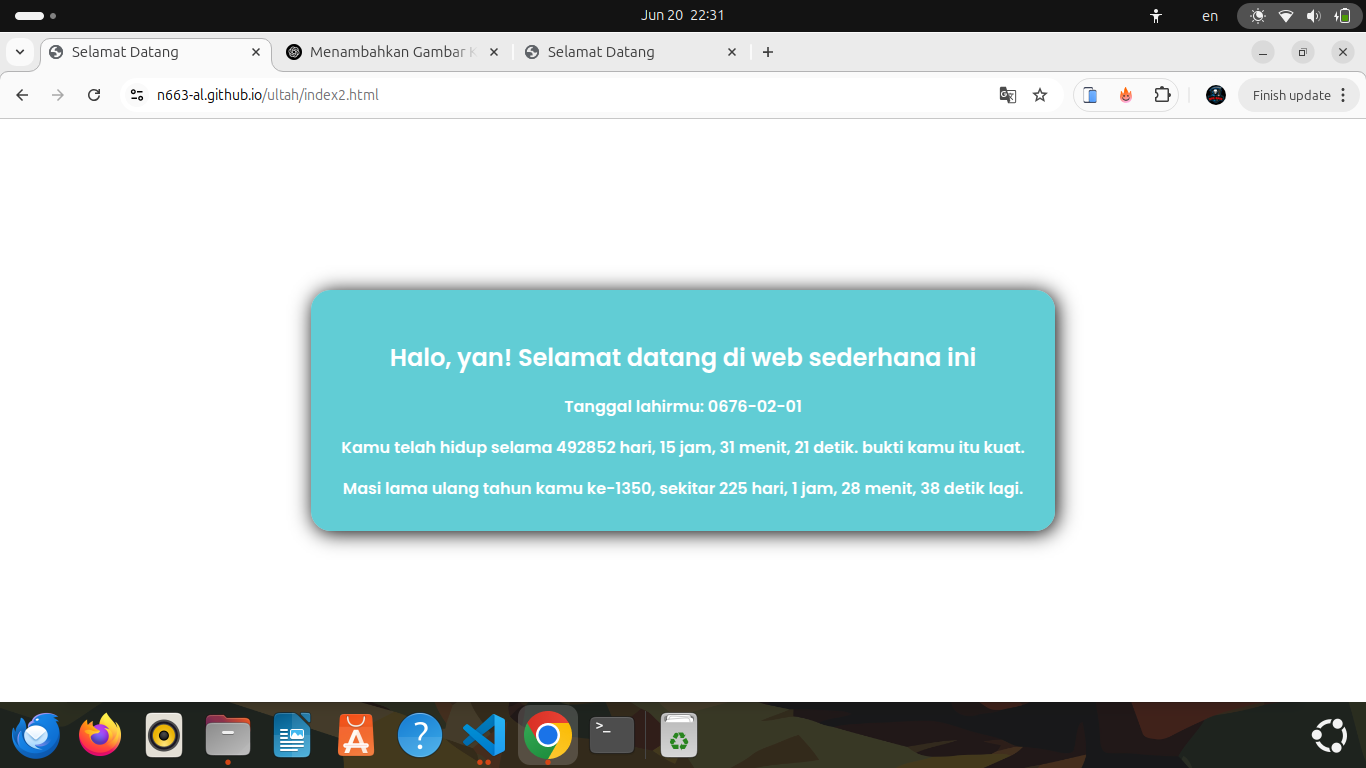 Jun 20 22:31
en
Selamat Datang
Menambahkan Gambar
Selamat Datang
n663-al.github.io/ultah/index2.html
Finish update
Halo, yan! Selamat datang di web sederhana ini
Tanggal lahirmu: 0676-02-01
Kamu telah hidup selama 492852 hari, 15 jam, 31 menit, 21 detik. bukti kamu itu kuat.
Masi lama ulang tahun kamu ke-1350, sekitar 225 hari, 1 jam, 28 menit, 38 detik lagi.